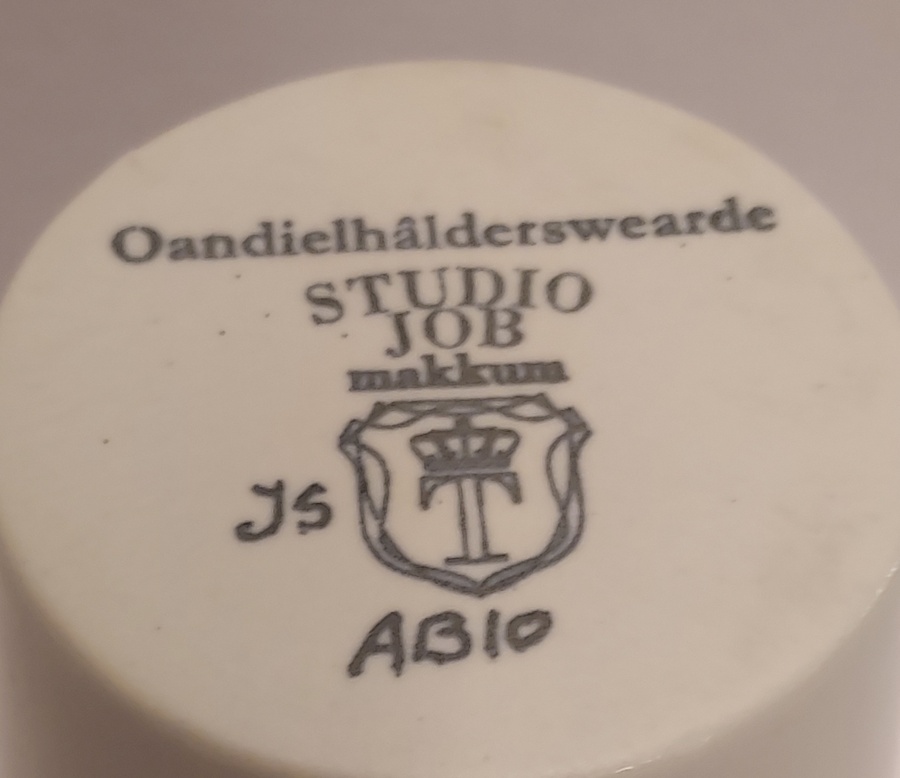 Oandielhâlderswearde
STUDIO
JOB
makkum
T
JS
AB10